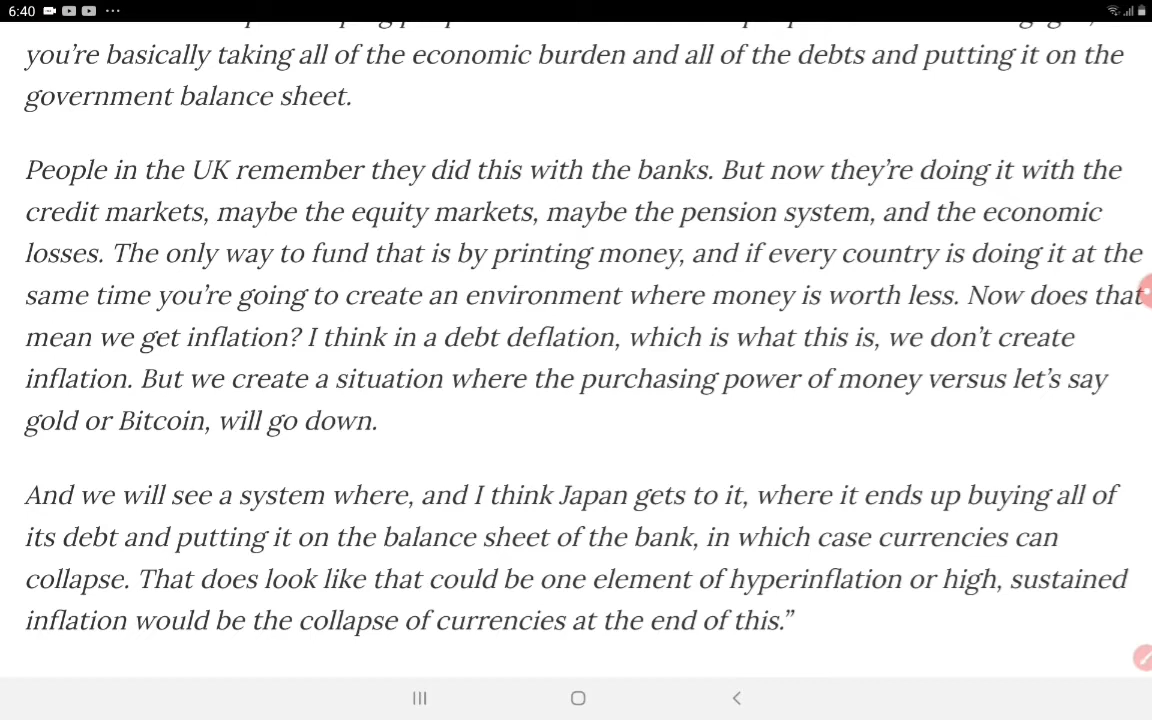 6:40
you're basically taking all of the economic burden and all of the debts and putting it on the
government balance sheet.
People in the UK remember they did this with the banks. But now they're doing it with the
credit markets, maybe the equity markets, maybe the pension system, and the economic
losses. The only way to fund that is by printing money, and if every country is doing it at the
same time you're going to create an environment where money is worth less. Now does that
mean we get inflation? I think in a debt deflation, which is what this is, we don't create
inflation. But we create a situation where the purchasing power of money versus let's say
gold or Bitcoin, will go down.
And we will see a system where, and I think Japan gets to it, where it ends up buying all of
its debt and putting it on the balance sheet of the bank, in which case currencies can
collapse. That does look like that could be one element of hyperinflation or high, sustained
inflation would be the collapse of currencies at the end of this.”